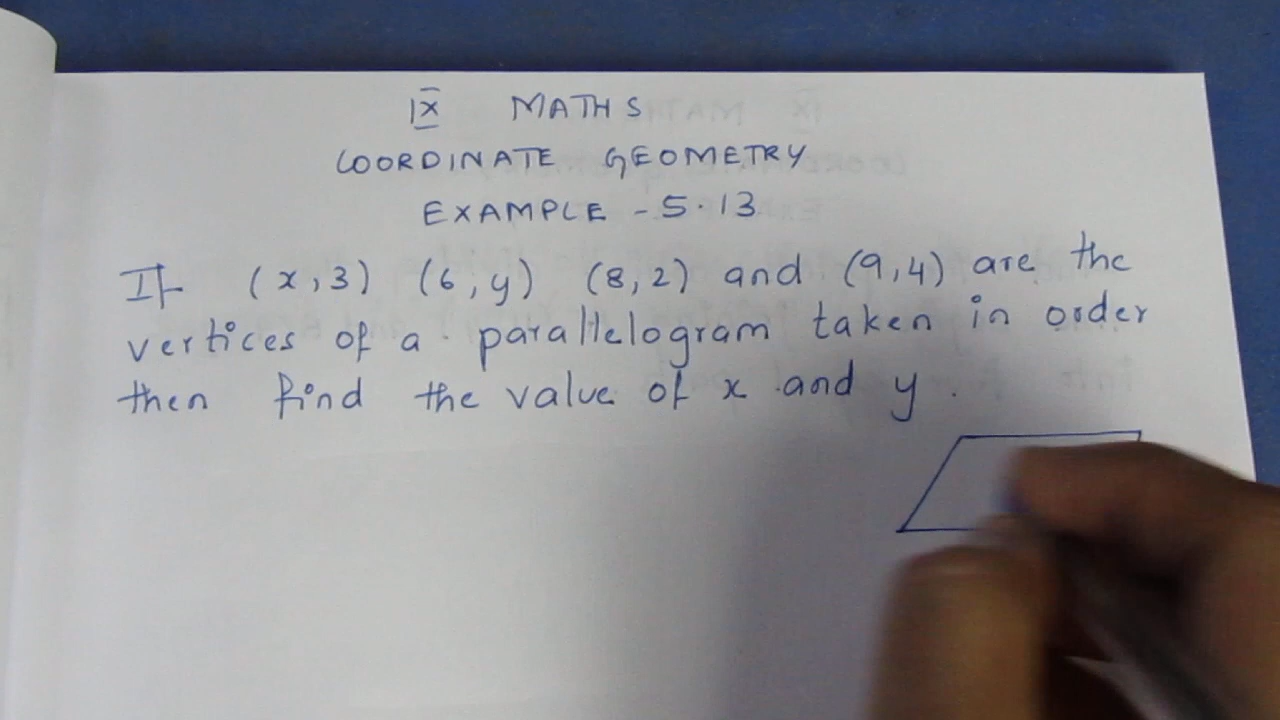 IX MATHS
COORDINATE GEOMETRY
EXAMPLE - 5.13
If (x,3) (6,y) (8,2) and (9,4) are the
vertices of a parallelogram taken in order
then find the value of x and y.